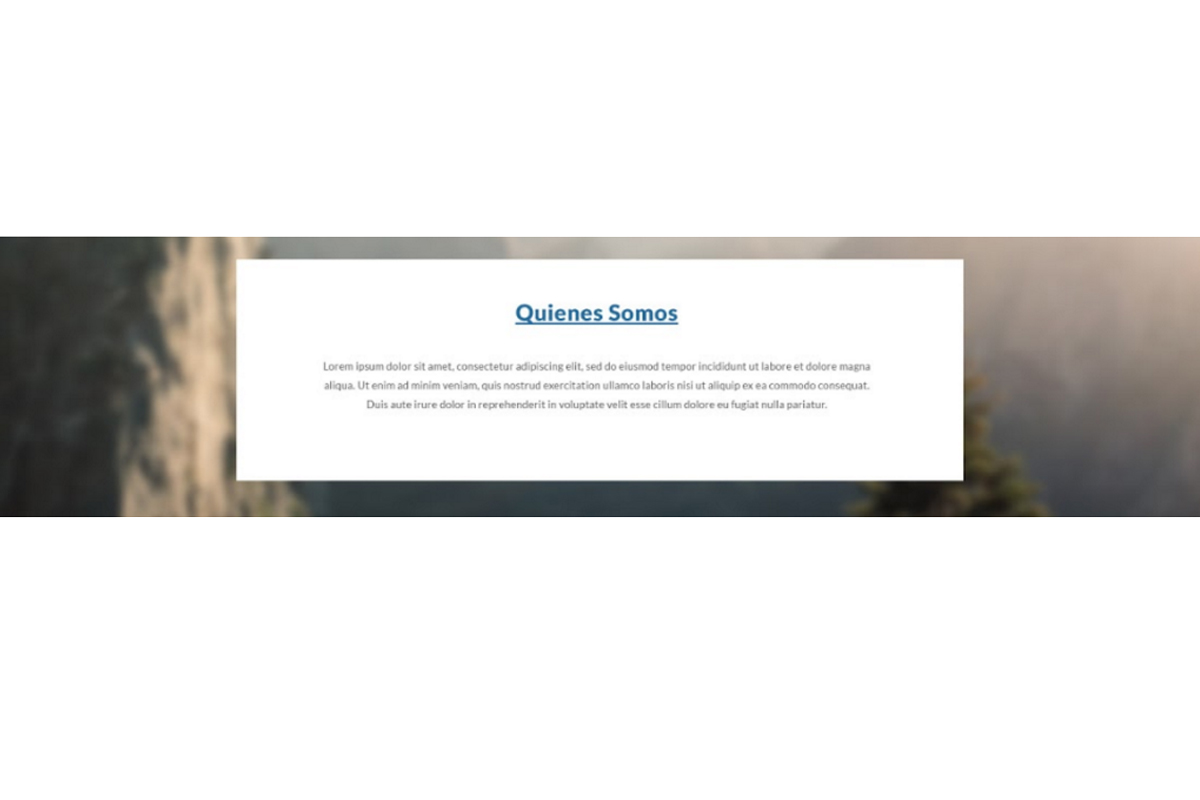 Quienes Somos
Lorem ipsum dolor sit amet, consectetur adipiscing elit, sed do eiusmod tempor incididunt ut labore et dolore magna
aliqua. Ut enim ad minim veniam, quis nostrud exercitation ullamco laboris nisi ut aliquip ex ea commodo consequat.
Duis aute irure dolor in reprehenderit in voluptate velit esse cillum dolore eu fugiat nulla pariatur.